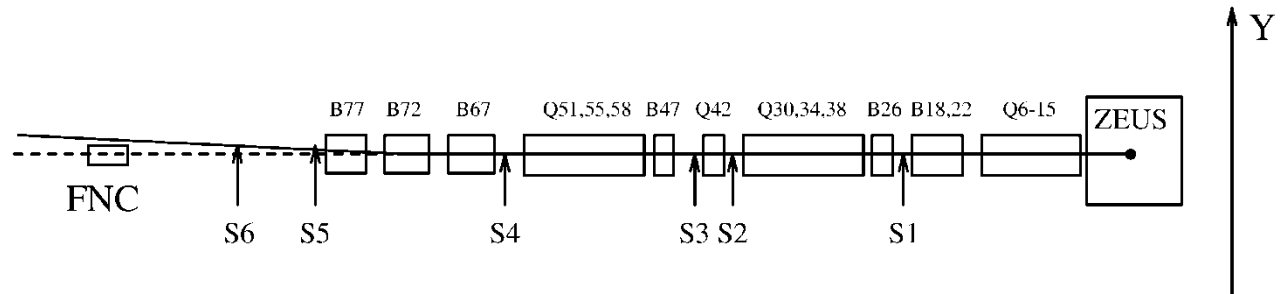 Y
B77 B72 B67 Q51,55,58 B47 Q42 Q30,34,38 B26 B18,22 Q6-15
ZEUS
FNC
S6 S5 S4 S3 S2 S1